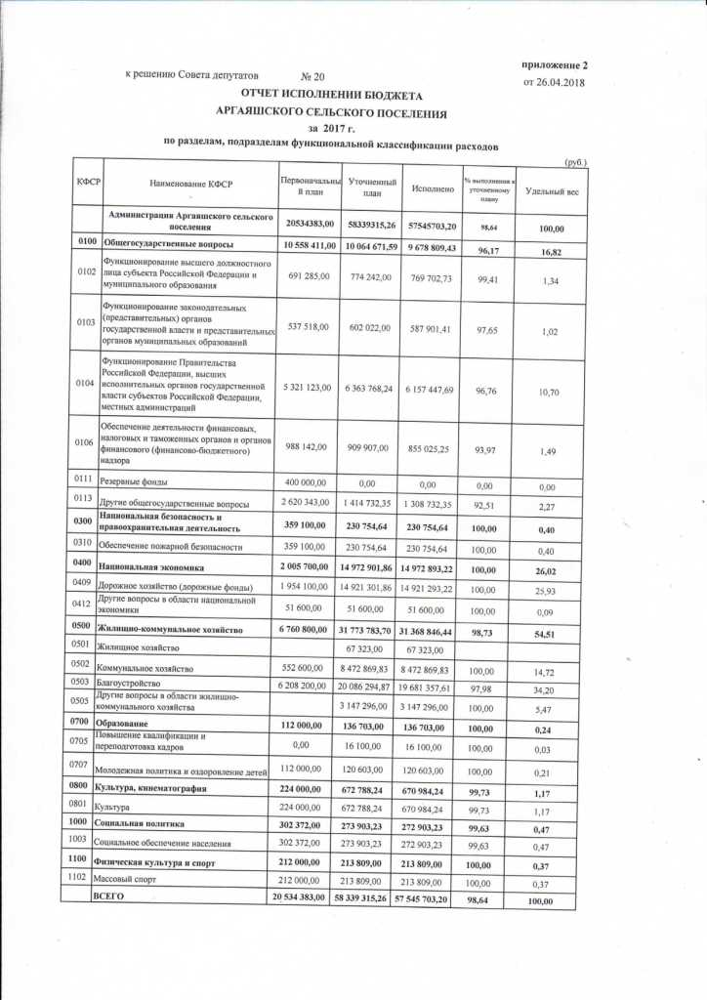 приложение 2
к решению Совета депутатов № 20 от 26.04.2018
ОТЧЕТ ИСПОЛНЕНИИ БЮДЖЕТА
АРГАЯШСКОГО СЕЛЬСКОГО ПОСЕЛЕНИЯ
за 2017 г.
по разделам, подразделам функциональной классификации расходов
(руб.)
КФСР Наименование КФСР Первоначальны й план Уточненный план Исполнено % выполнения к уточненному плану Удельный вес
Администрация Аргаяшского сельского
поселения 20534383,00 58339315,26 57545703,20 98,64 100,00
0100 Общегосударственные вопросы 10 558 411,00 10 064 671,59 9 678 809,43 96,17 16,82
Функционирование высшего должностного
0102 лица субъекта Российской Федерации и 691 285,00 774 242,00 769 702,73 99,41 1,34
муниципального образования
Функционирование законодательных
(представительных) органов
0103 государственной власти и представительных 537 518,00 602 022,00 587 901,41 97,65 1,02
органов муниципальных образований
Функционирование Правительства
Российской Федерации, высших
0104 исполнительных органов государственной 5 321 123,00 6 363 768,24 6 157 447,69 96,76 10,70
власти субъектов Российской Федерации,
местных администраций
Обеспечение деятельности финансовых,
налоговых и таможенных органов и органов
0106 финансового (финансово-бюджетного) 988 142,00 909 907,00 855 025,25 93,97 1,49
надзора
0111 Резервные фонды 400 000,00 0,00 0,00 0,00 0,00
0113 Другие общегосударственные вопросы 2 620 343,00 1 414 732,35 1 308 732,35 92,51 2,27
Национальная безопасность и
0300 правоохранительная деятельность 359 100,00 230 754,64 230 754,64 100,00 0,40
0310 Обеспечение пожарной безопасности 359 100,00 230 754,64 230 754,64 100,00 0,40
0400 Национальная экономика 2 005 700,00 14 972 901,86 14 972 893,22 100,00 26,02
0409 Дорожное хозяйство (дорожные фонды) 1 954 100,00 14 921 301,86 14 921 293,22 100,00 25,93
Другие вопросы в области национальной
0412 экономики 51 600,00 51 600,00 51 600,00 100,00 0,09
0500 Жилищно-коммунальное хозяйство 6 760 800,00 31 773 783,70 31 368 846,44 98,73 54,51
0501 Жилищное хозяйство 67 323,00 67 323,00
0502 Коммунальное хозяйство 552 600,00 8 472 869,83 8 472 869,83 100,00 14,72
0503 Благоустройство 6 208 200,00 20 086 294,87 19 681 357,61 97,98 34,20
Другие вопросы в области жилищно-
0505 коммунального хозяйства 3 147 296,00 3 147 296,00 100,00 5,47
0700 Образование 112 000,00 136 703,00 136 703,00 100,00 0,24
Повышение квалификации и
0705 переподготовка кадров 0,00 16 100,00 16 100,00 100,00 0,03
0707 Молодежная политика и оздоровление детей 112 000,00 120 603,00 120 603,00 100,00 0,21
0800 Культура, кинематография 224 000,00 672 788,24 670 984,24 99,73 1,17
0801 Культура 224 000,00 672 788,24 670 984,24 99,73 1,17
1000 Социальная политика 302 372,00 273 903,23 272 903,23 99,63 0,47
1003 Социальное обеспечение населения 302 372,00 273 903,23 272 903,23 99,63 0,47
1100 Физическая культура и спорт 212 000,00 213 809,00 213 809,00 100,00 0,37
1102 Массовый спорт 212 000,00 213 809,00 213 809,00 100,00 0,37
ВСЕГО 20 534 383,00 58 339 315,26 57 545 703,20 98,64 100,00